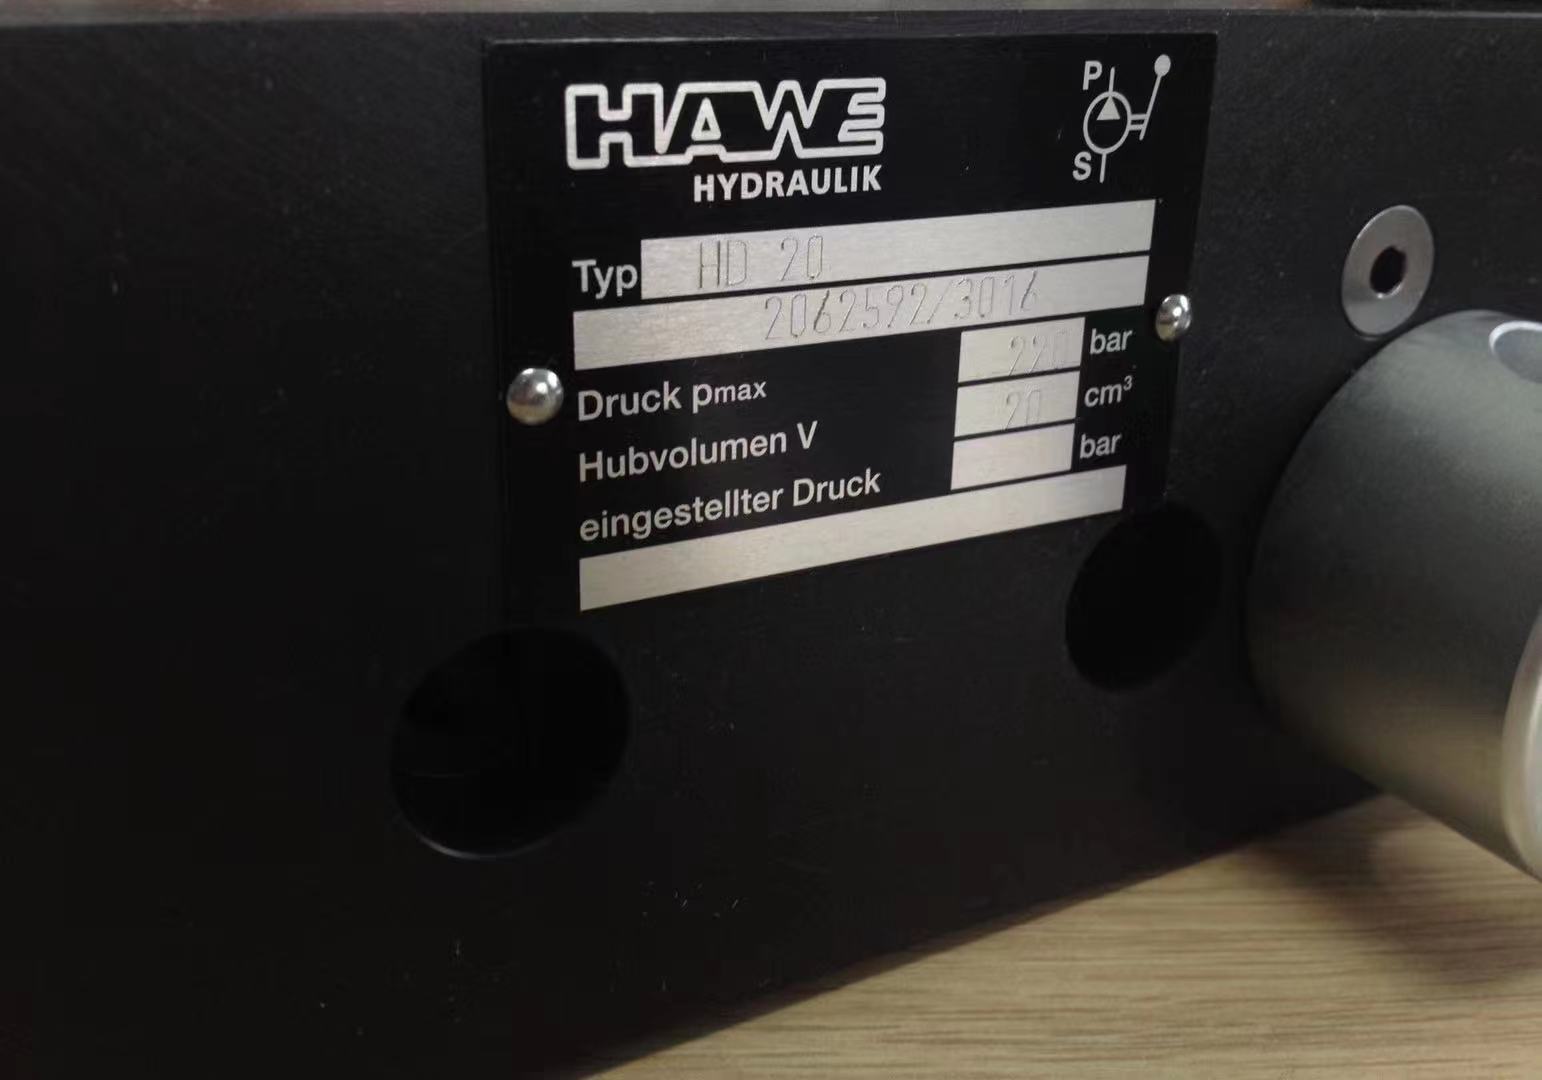 HAWE
HYDRAULIK
P
S
Typ HD 20
2062592/3016
Druck pmax 220 bar
Hubvolumen V 20 cm³
eingestellter Druck bar